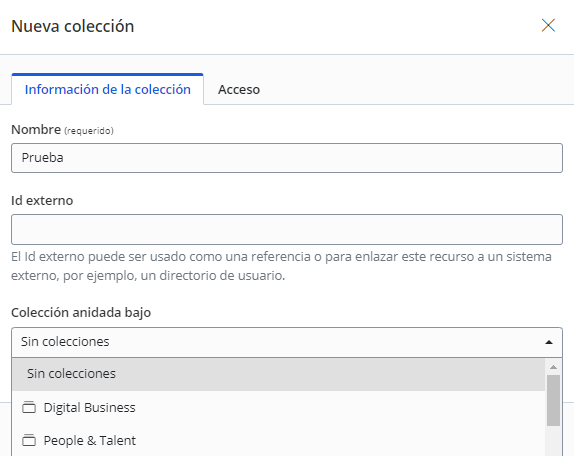 Nueva colección
Información de la colección
Acceso
Nombre (requerido)
Prueba
Id externo
El Id externo puede ser usado como una referencia o para enlazar este recurso a un sistema
externo, por ejemplo, un directorio de usuario.
Colección anidada bajo
Sin colecciones
Sin colecciones
Digital Business
People & Talent